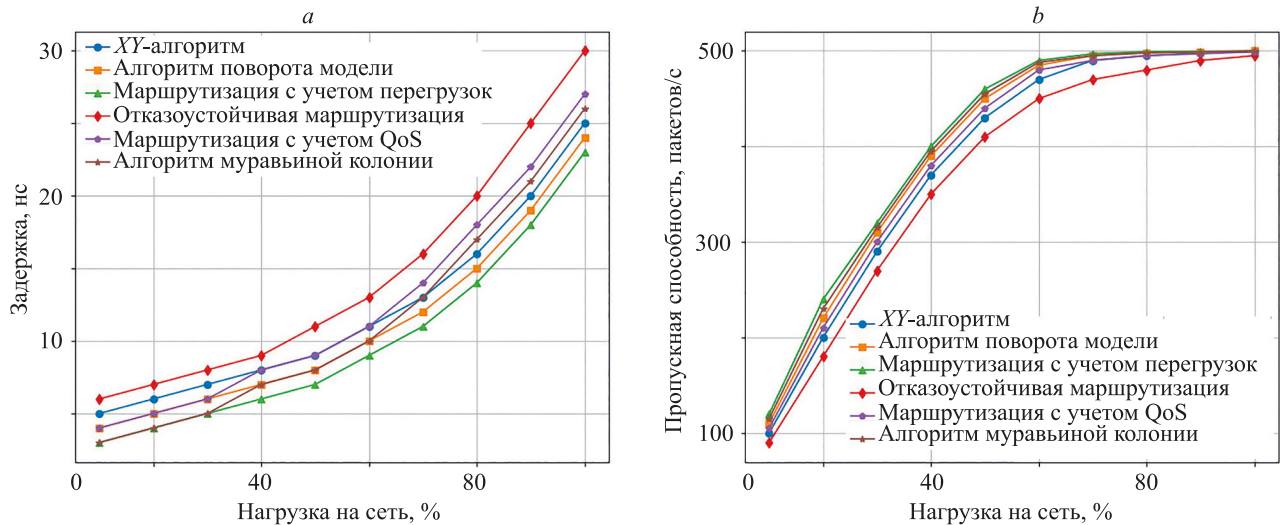 a
30
20
10
Задержка, нс
XY-алгоритм
Алгоритм поворота модели
Маршрутизация с учетом перегрузок
Отказоустойчивая маршрутизация
Маршрутизация с учетом QoS
Алгоритм муравьиной колонии
0 40 80
Нагрузка на сеть, %
b
500
300
100
Пропускная способность, пакетов/с
XY-алгоритм
Алгоритм поворота модели
Маршрутизация с учетом перегрузок
Отказоустойчивая маршрутизация
Маршрутизация с учетом QoS
Алгоритм муравьиной колонии
0 40 80
Нагрузка на сеть, %